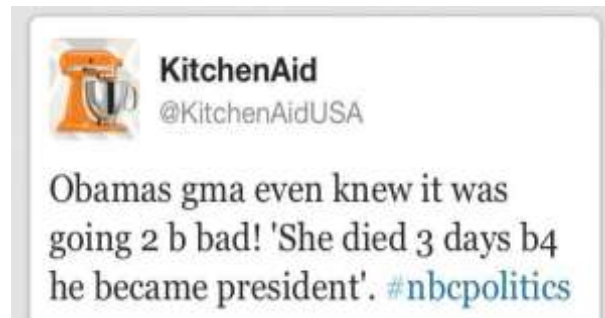 KitchenAid
@KitchenAidUSA
Obamas gma even knew it was
going 2 b bad! 'She died 3 days b4
he became president'. #nbcpolitics